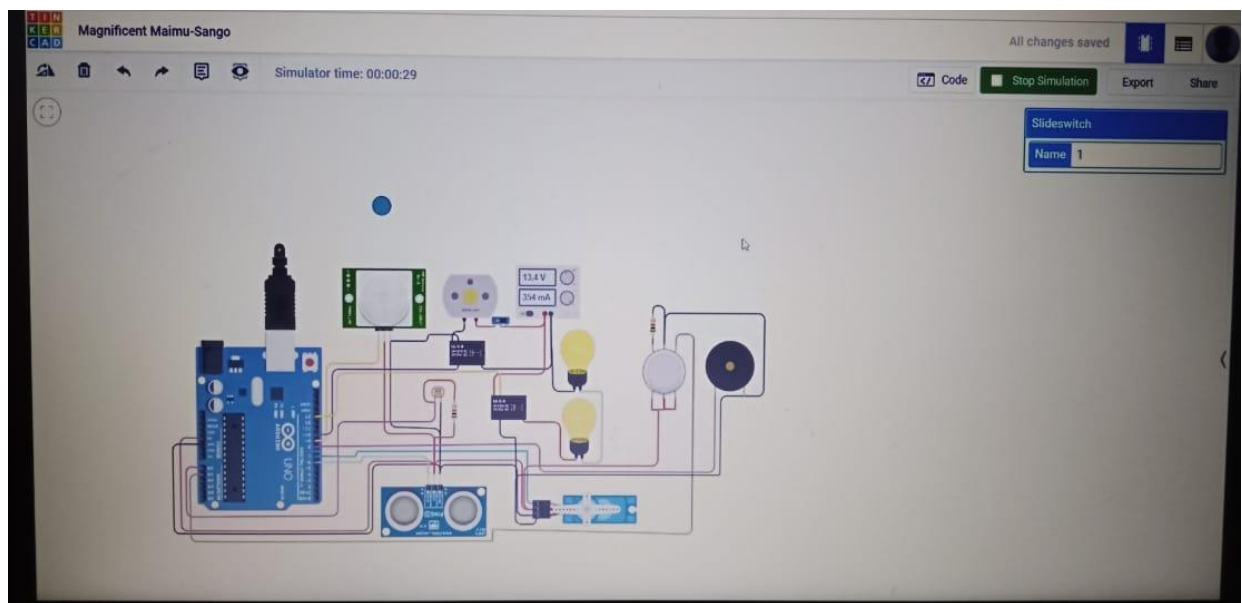 TIN
KER
CAD
Magnificent Maimu-Sango
All changes saved
Simulator time: 00:00:29
Code
Stop Simulation
Export
Share
Slideswitch
Name 1
13,4 V
354 mA
ARDUINO
UNO